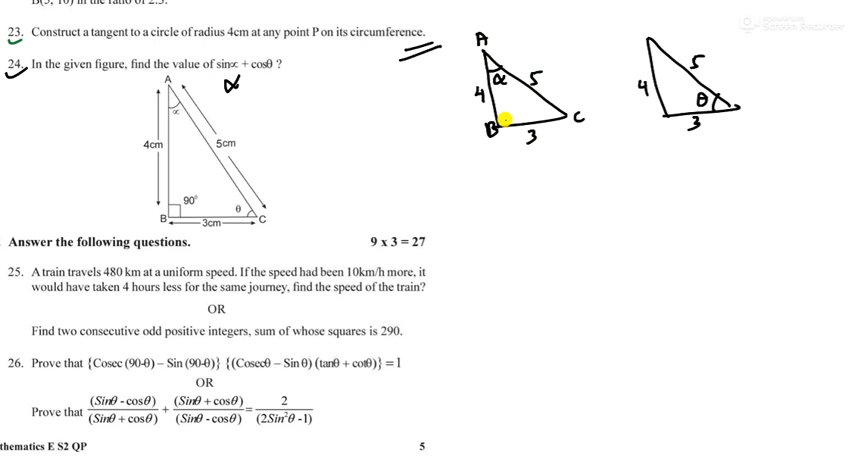 23. Construct a tangent to a circle of radius 4cm at any point P on its circumference.
24. In the given figure, find the value of sin∝ + cosθ ?
α
A
∝
4cm
5cm
90°
θ
B
3cm
C
A
α
5
4
B
3
C
5
4
θ
3
Answer the following questions. 9 x 3 = 27
25. A train travels 480 km at a uniform speed. If the speed had been 10km/h more, it
would have taken 4 hours less for the same journey, find the speed of the train?
OR
Find two consecutive odd positive integers, sum of whose squares is 290.
26. Prove that {Cosec (90-θ) – Sin (90-θ)} {(Cosecθ – Sin θ) (tanθ + cotθ)} = 1
OR
Prove that (Sinθ - cosθ)/(Sinθ + cosθ) + (Sinθ + cosθ)/(Sinθ - cosθ) = 2/(2Sin²θ -1)
thematics E S2 QP 5